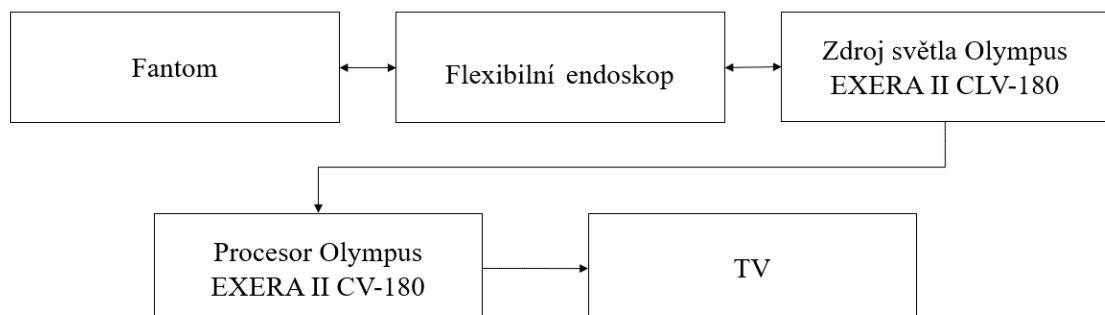 Fantom
Flexibilní endoskop
Zdroj světla Olympus
EXERA II CLV-180
Procesor Olympus
EXERA II CV-180
TV